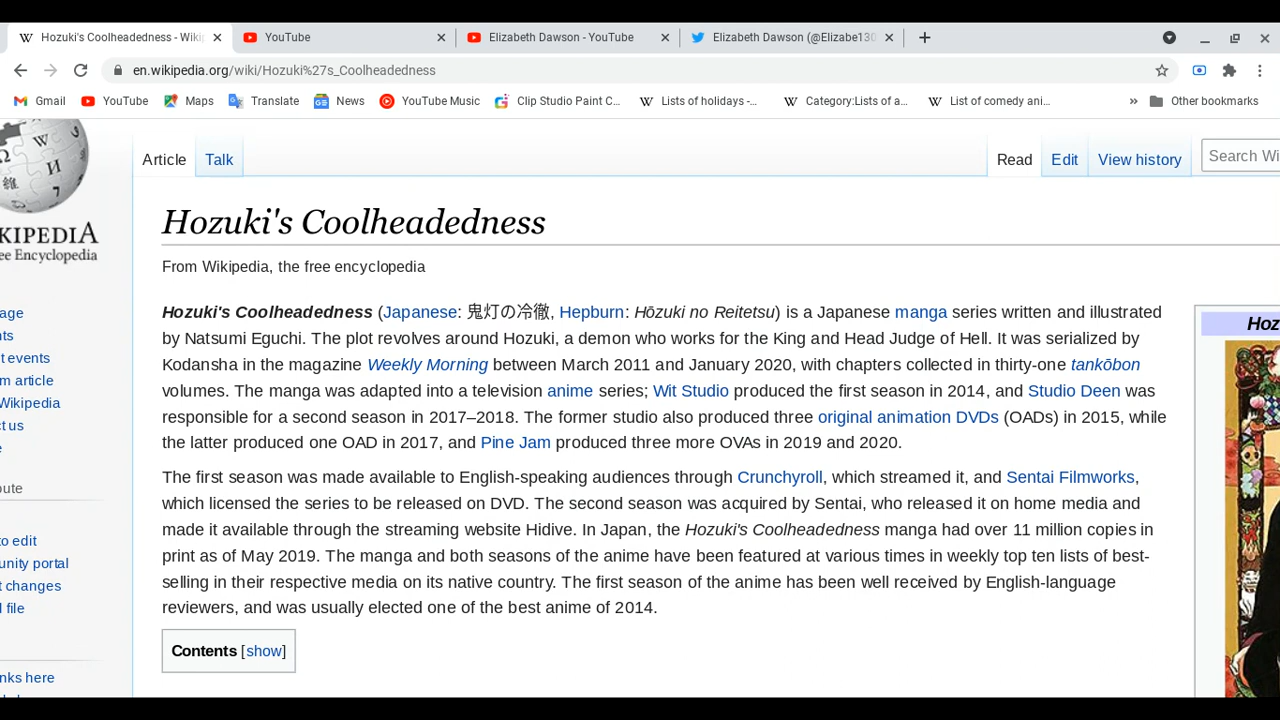 Hozuki's Coolheadedness - Wiki
YouTube
Elizabeth Dawson - YouTube
Elizabeth Dawson (@Elizabe130
en.wikipedia.org/wiki/Hozuki%27s_Coolheadedness
Gmail
YouTube
Maps
Translate
News
YouTube Music
Clip Studio Paint C...
Lists of holidays -...
Category:Lists of a...
List of comedy ani...
» Other bookmarks
Article
Talk
Read
Edit
View history
Search Wi
KIPEDIA
ee Encyclopedia
Hozuki's Coolheadedness
From Wikipedia, the free encyclopedia
Hozuki's Coolheadedness (Japanese: 鬼灯の冷徹, Hepburn: Hōzuki no Reitetsu) is a Japanese manga series written and illustrated
by Natsumi Eguchi. The plot revolves around Hozuki, a demon who works for the King and Head Judge of Hell. It was serialized by
Kodansha in the magazine Weekly Morning between March 2011 and January 2020, with chapters collected in thirty-one tankōbon
volumes. The manga was adapted into a television anime series; Wit Studio produced the first season in 2014, and Studio Deen was
responsible for a second season in 2017–2018. The former studio also produced three original animation DVDs (OADs) in 2015, while
the latter produced one OAD in 2017, and Pine Jam produced three more OVAs in 2019 and 2020.
The first season was made available to English-speaking audiences through Crunchyroll, which streamed it, and Sentai Filmworks,
which licensed the series to be released on DVD. The second season was acquired by Sentai, who released it on home media and
made it available through the streaming website Hidive. In Japan, the Hozuki's Coolheadedness manga had over 11 million copies in
print as of May 2019. The manga and both seasons of the anime have been featured at various times in weekly top ten lists of best-
selling in their respective media on its native country. The first season of the anime has been well received by English-language
reviewers, and was usually elected one of the best anime of 2014.
Contents [show]
Hoz
age
nts
t events
m article
Wikipedia
ct us
e
bute
to edit
unity portal
t changes
l file
nks here